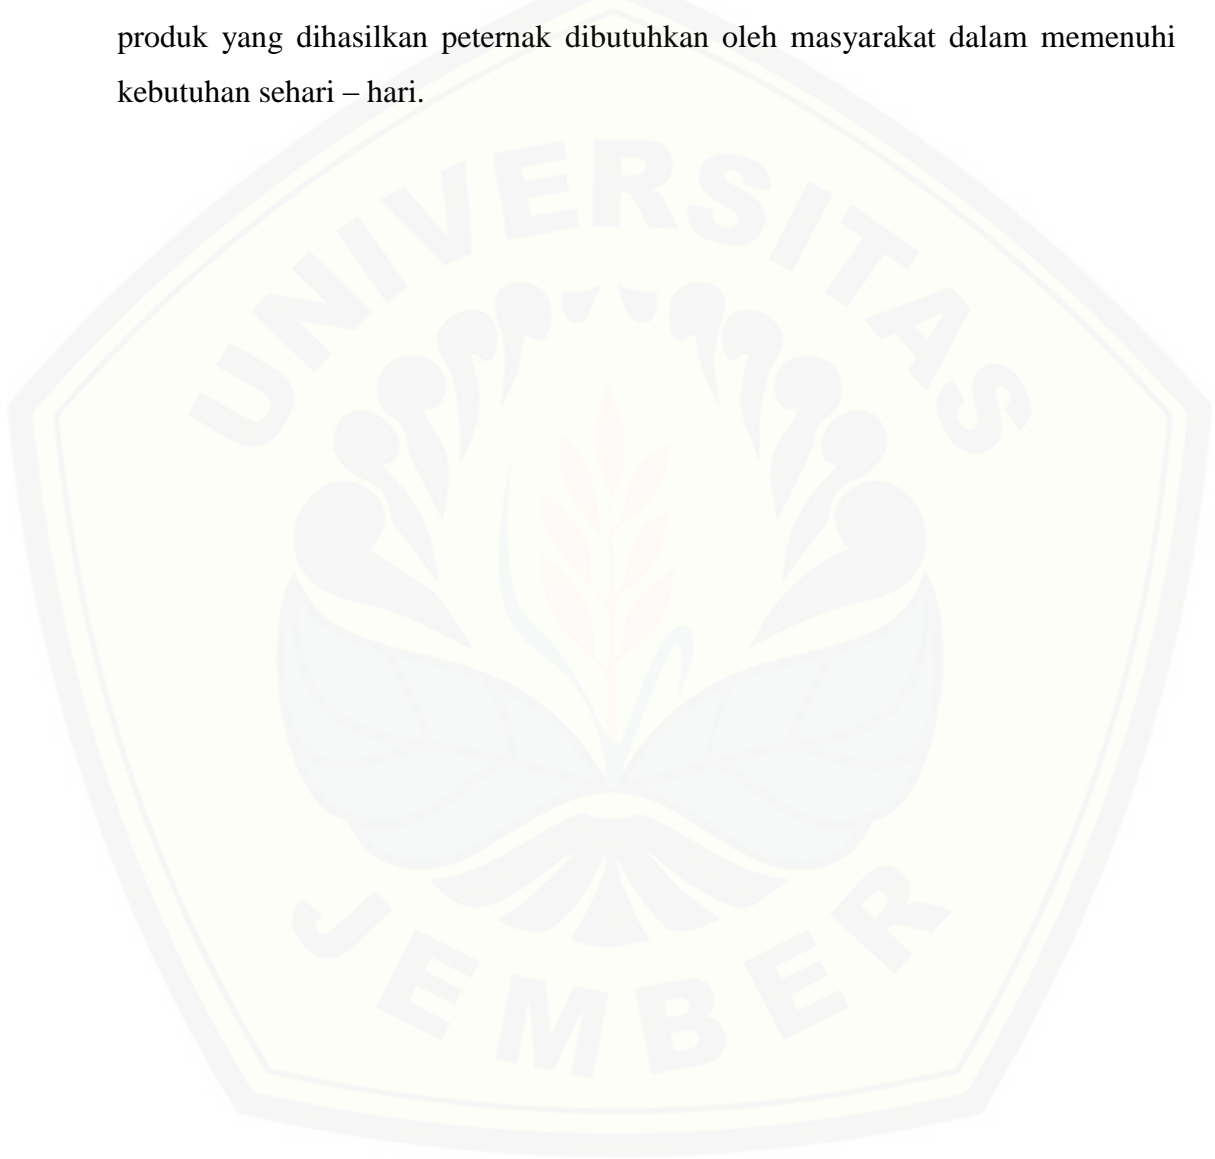 produk yang dihasilkan peternak dibutuhkan oleh masyarakat dalam memenuhi
kebutuhan sehari – hari.
UNIVERSITAS
JEMBER